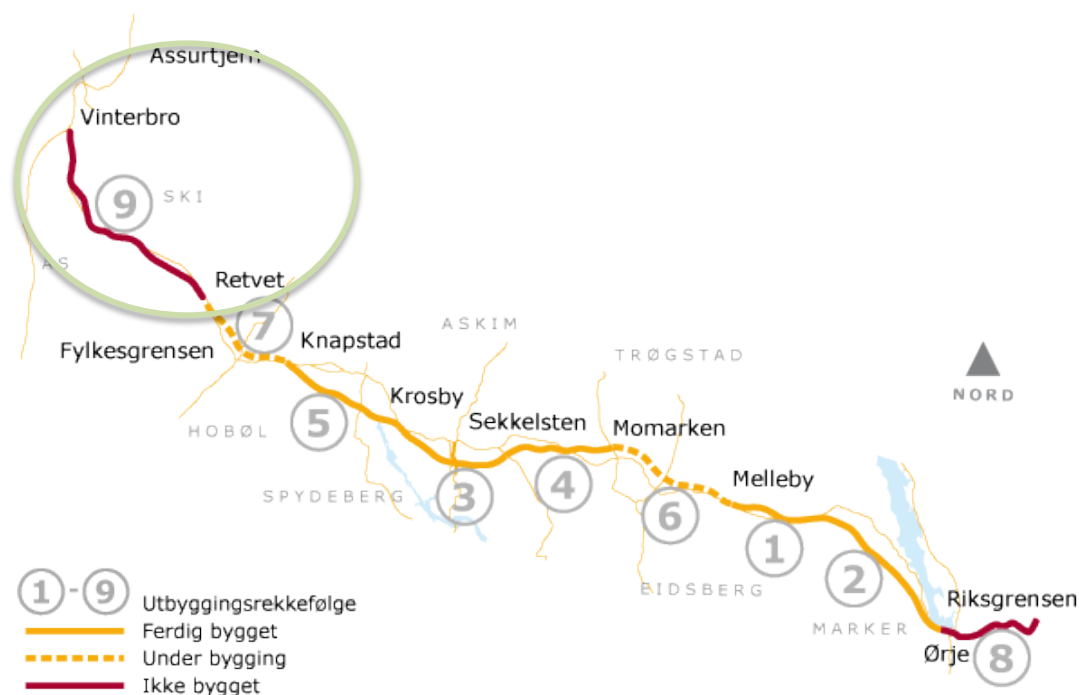 Assurtjern
Vinterbro
9
SKI
ÅS
Retvet
7
ASKIM
Fylkesgrensen
Knapstad
TRØGSTAD
NORD
Krosby
5
HOBØL
Sekkelsten
Momarken
Melleby
SPYDEBERG
3
4
6
1
2
EIDSBERG
MARKER
Riksgrensen
Ørje
8
1 - 9 Utbyggingsrekkefølge
Ferdig bygget
Under bygging
Ikke bygget